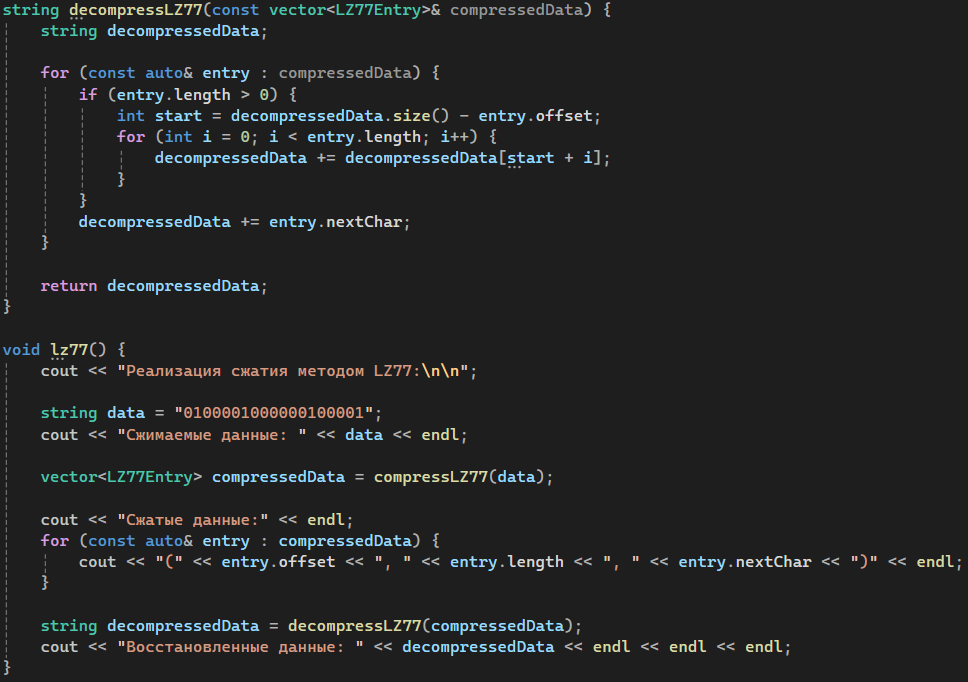 string decompressLZ77(const vector<LZ77Entry>& compressedData) {
    string decompressedData;

    for (const auto& entry : compressedData) {
        if (entry.length > 0) {
            int start = decompressedData.size() - entry.offset;
            for (int i = 0; i < entry.length; i++) {
                decompressedData += decompressedData[start + i];
            }
        }
        decompressedData += entry.nextChar;
    }

    return decompressedData;
}

void lz77() {
    cout << "Реализация сжатия методом LZ77:\n\n";

    string data = "0100001000000100001";
    cout << "Сжимаемые данные: " << data << endl;

    vector<LZ77Entry> compressedData = compressLZ77(data);

    cout << "Сжатые данные:" << endl;
    for (const auto& entry : compressedData) {
        cout << "(" << entry.offset << ", " << entry.length << ", " << entry.nextChar << ")" << endl;
    }

    string decompressedData = decompressLZ77(compressedData);
    cout << "Восстановленные данные: " << decompressedData << endl << endl << endl;
}